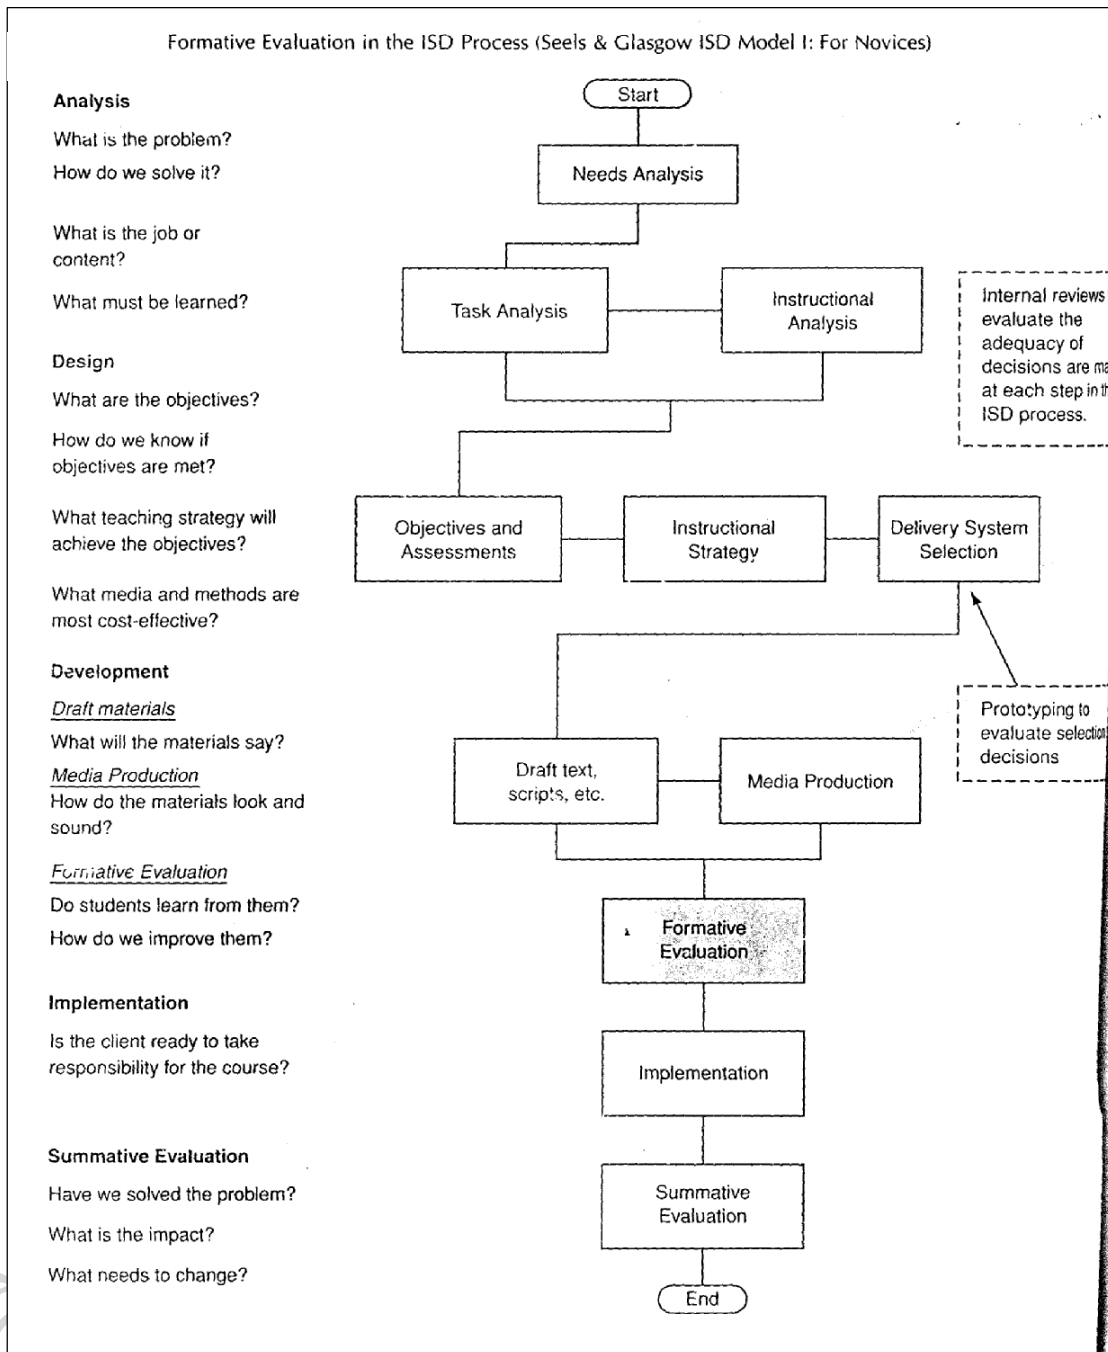 Formative Evaluation in the ISD Process (Seels & Glasgow ISD Model I: For Novices)
Analysis
What is the problem?
How do we solve it?
What is the job or
content?
What must be learned?
Design
What are the objectives?
How do we know if
objectives are met?
What teaching strategy will
achieve the objectives?
What media and methods are
most cost-effective?
Development
Draft materials
What will the materials say?
Media Production
How do the materials look and
sound?
Formative Evaluation
Do students learn from them?
How do we improve them?
Implementation
Is the client ready to take
responsibility for the course?
Summative Evaluation
Have we solved the problem?
What is the impact?
What needs to change?
Start
Needs Analysis
Task Analysis
Instructional
Analysis
Internal reviews
evaluate the
adequacy of
decisions are
at each step in
ISD process.
Objectives and
Assessments
Instructional
Strategy
Delivery System
Selection
Prototyping to
evaluate selection
decisions
Draft text,
scripts, etc.
Media Production
Formative
Evaluation
Implementation
Summative
Evaluation
End